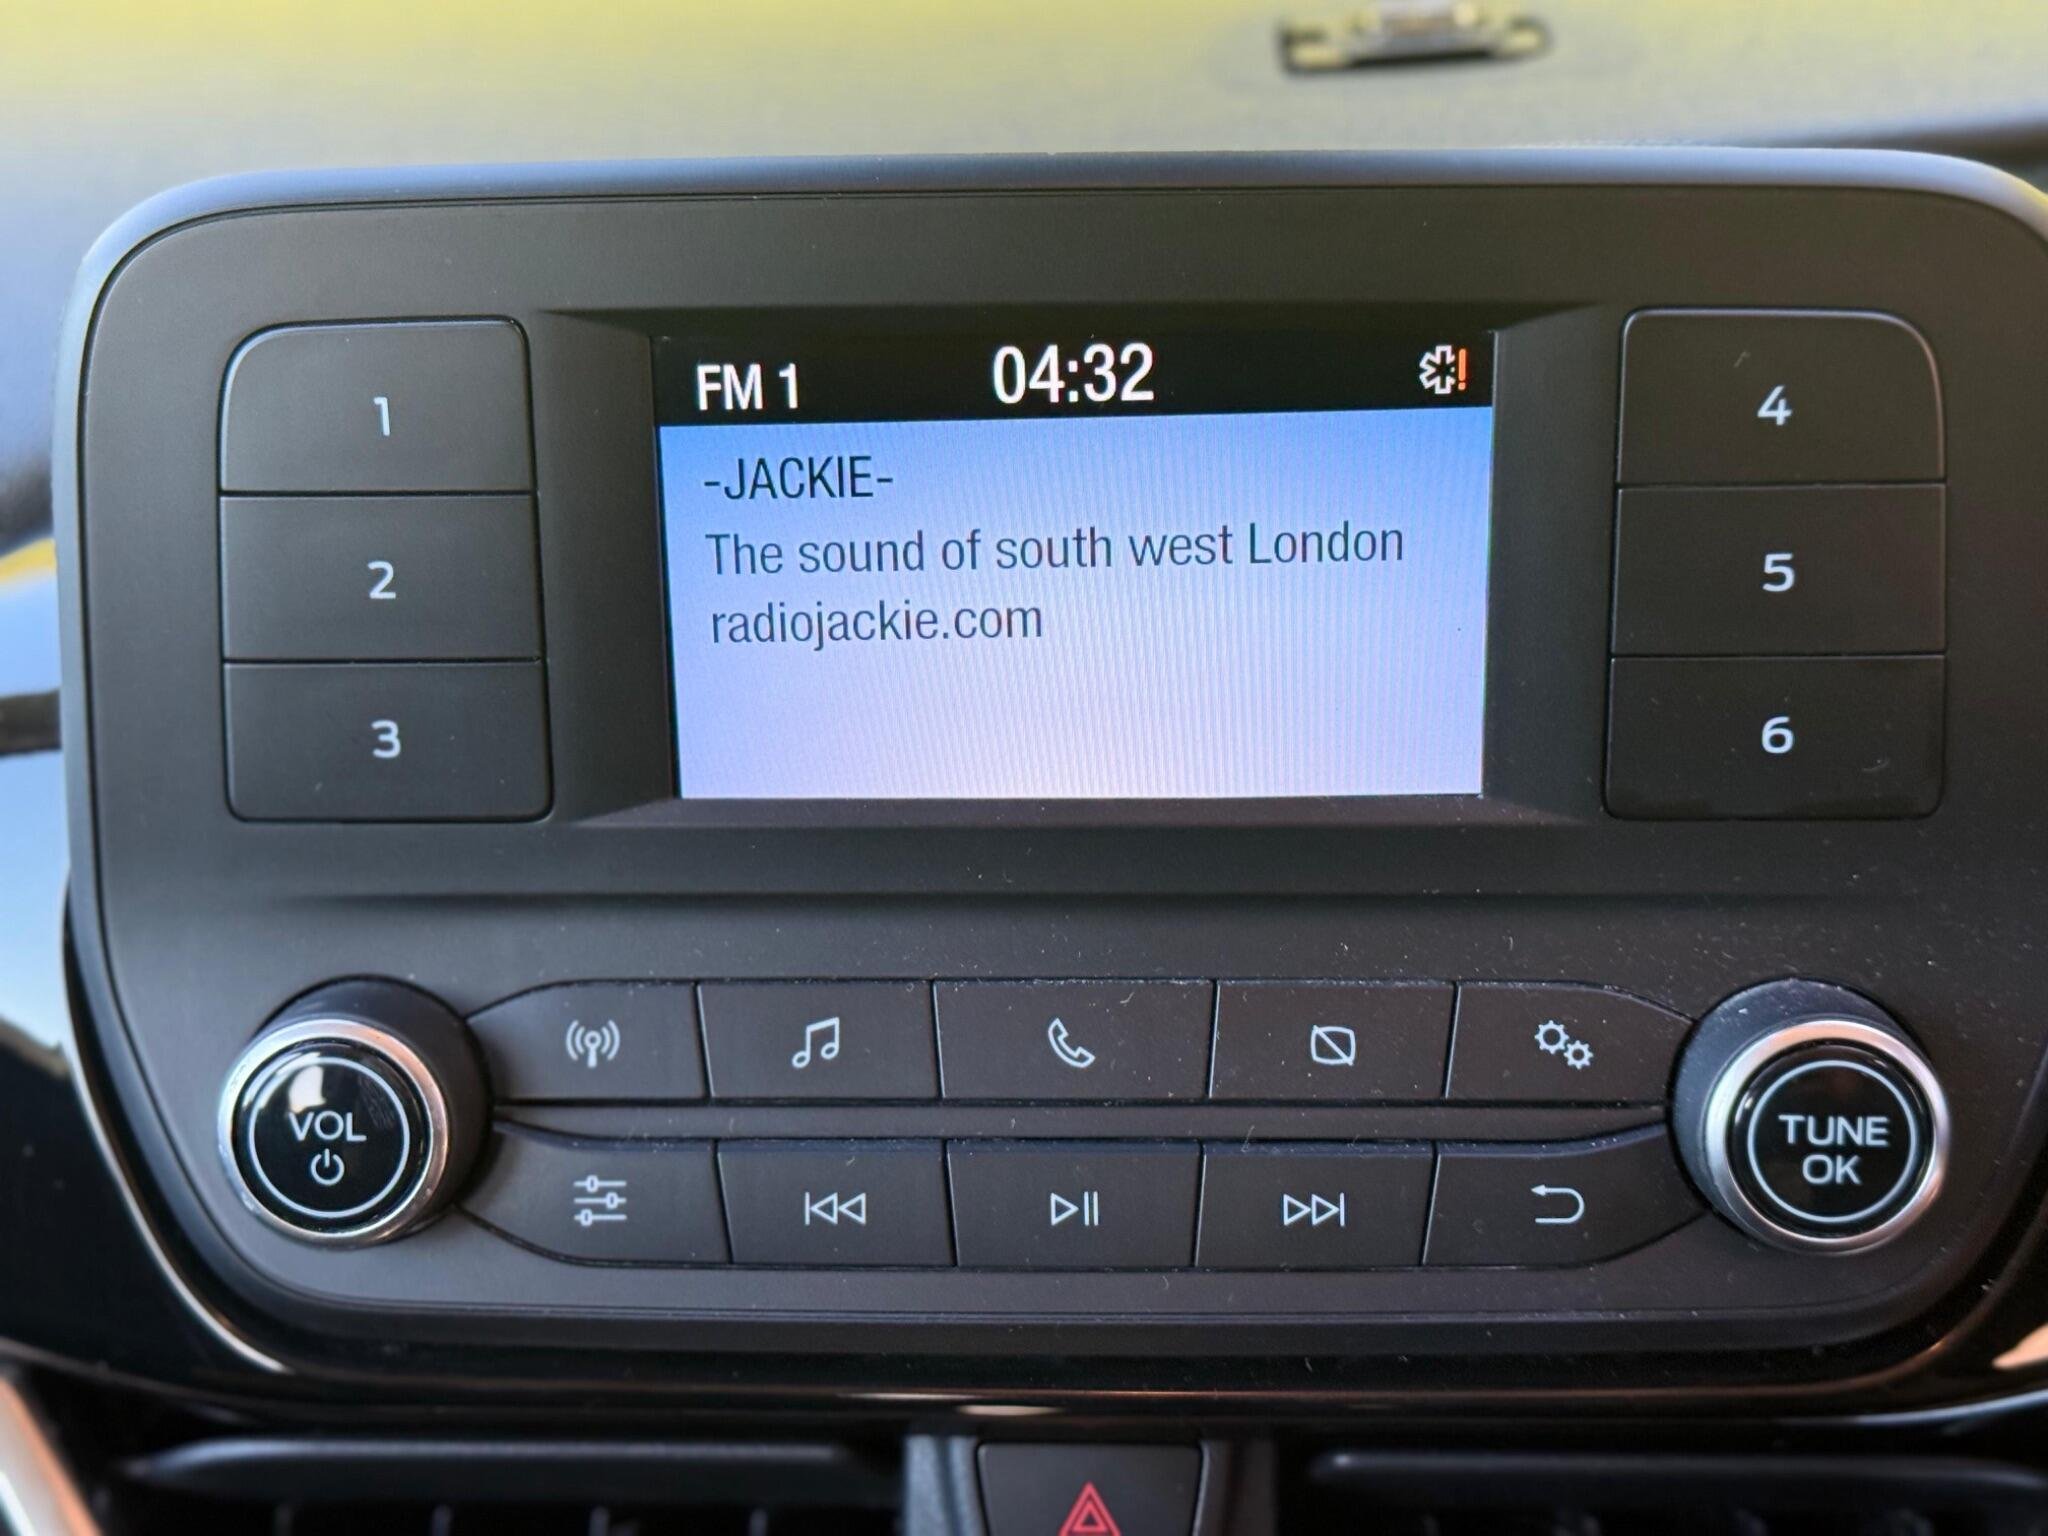 FM 1 04:32
-JACKIE-
The sound of south west London
radiojackie.com
1
2
3
4
5
6
VOL
TUNE
OK